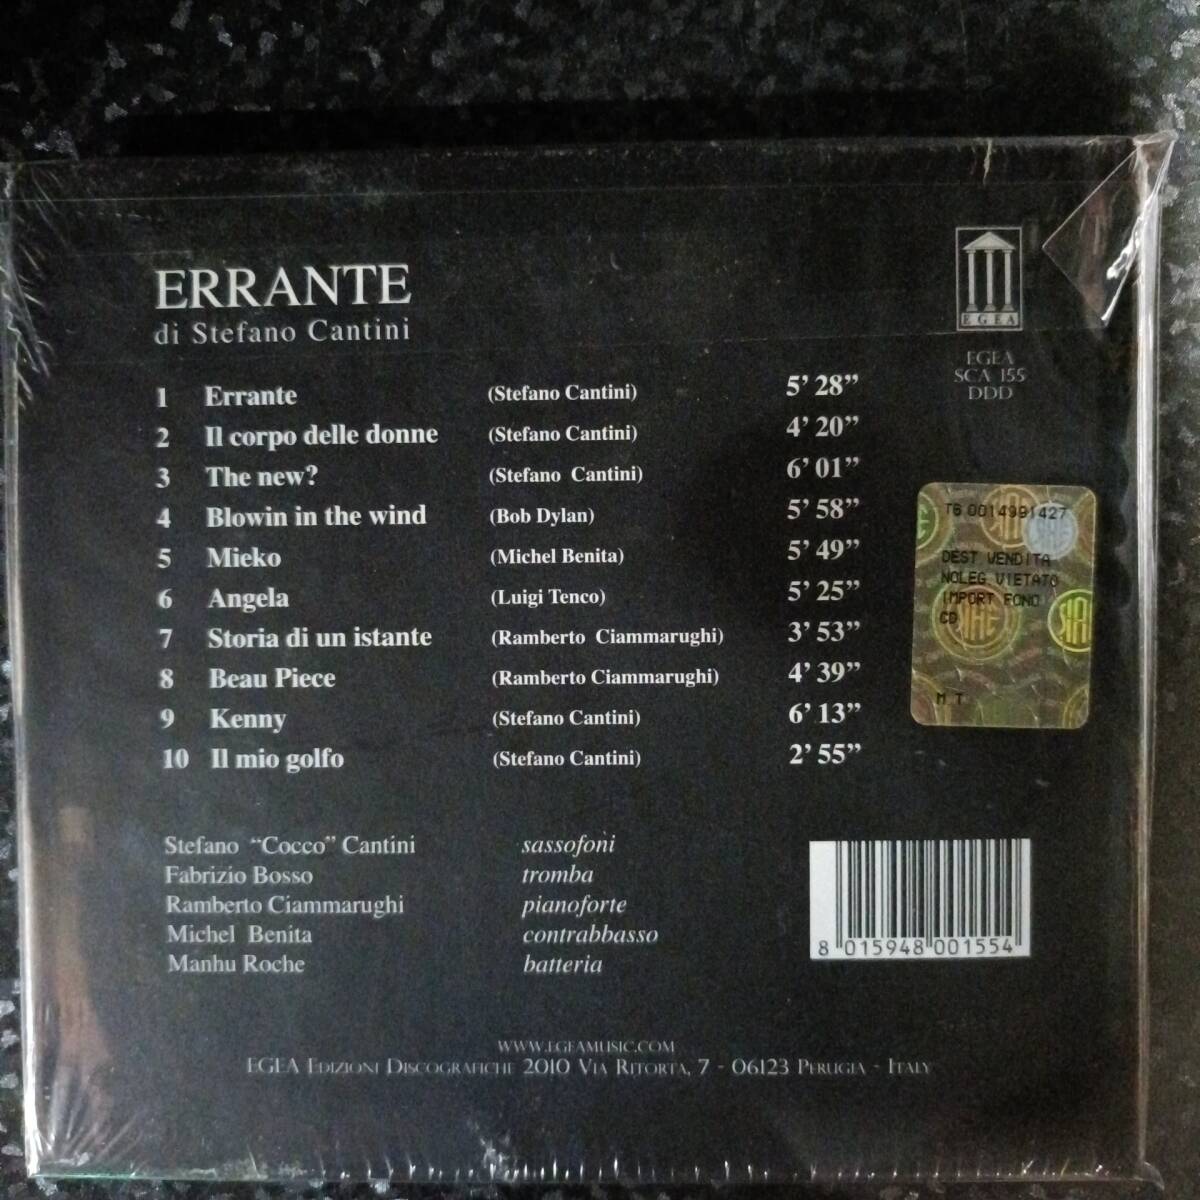 ERRANTE
di Stefano Cantini
1 Errante (Stefano Cantini) 5’ 28”
2 Il corpo delle donne (Stefano Cantini) 4’ 20”
3 The new? (Stefano Cantini) 6’ 01”
4 Blowin in the wind (Bob Dylan) 5’ 58”
5 Mieko (Michel Benita) 5’ 49”
6 Angela (Luigi Tenco) 5’ 25”
7 Storia di un istante (Ramberto Ciammarughi) 3’ 53”
8 Beau Piece (Ramberto Ciammarughi) 4’ 39”
9 Kenny (Stefano Cantini) 6’ 13”
10 Il mio golfo (Stefano Cantini) 2’ 55”
EGEA
EGEA
SCA 155
DDD
TB 0014991427
DEST VENDITA
NOLEG VIETATO
IMPORT FONO
CD
M T
Stefano “Cocco” Cantini sassofoni
Fabrizio Bosso tromba
Ramberto Ciammarughi pianoforte
Michel Benita contrabbasso
Manhu Roche batteria
8 015948 001554
WWW.EGEAMUSIC.COM
EGEA EDIZIONI DISCOGRAFICHE 2010 VIA RITORTA, 7 - 06123 PERUGIA - ITALY